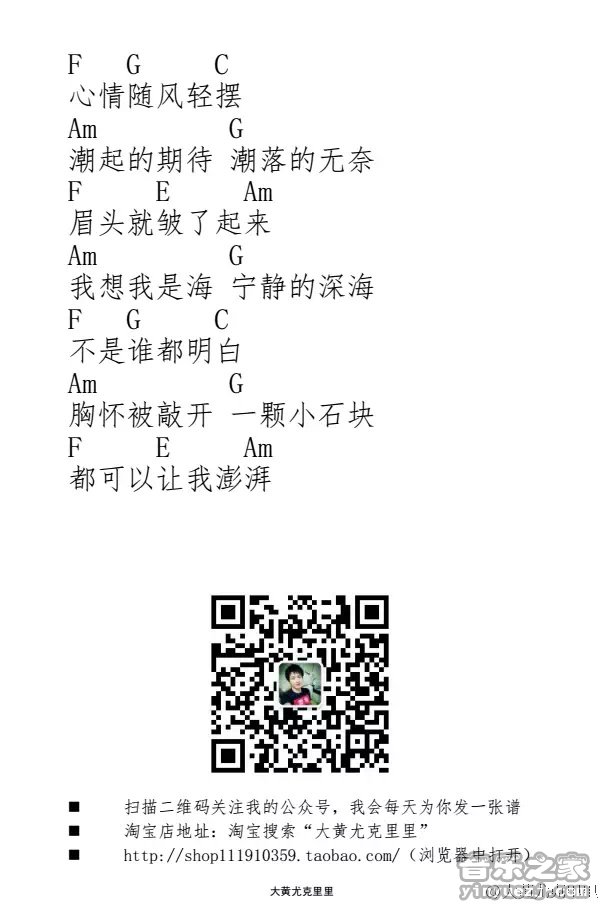 F G C
心情随风轻摆
Am G
潮起的期待 潮落的无奈
F E Am
眉头就皱了起来
Am G
我想我是海 宁静的深海
F G C
不是谁都明白
Am G
胸怀被敲开 一颗小石块
F E Am
都可以让我澎湃
■ 扫描二维码关注我的公众号，我会每天为你发一张谱
■ 淘宝店地址：淘宝搜索“大黄尤克里里”
■ http://shop111910359.taobao.com/（浏览器中打开）
音乐之家
大黄尤克里里